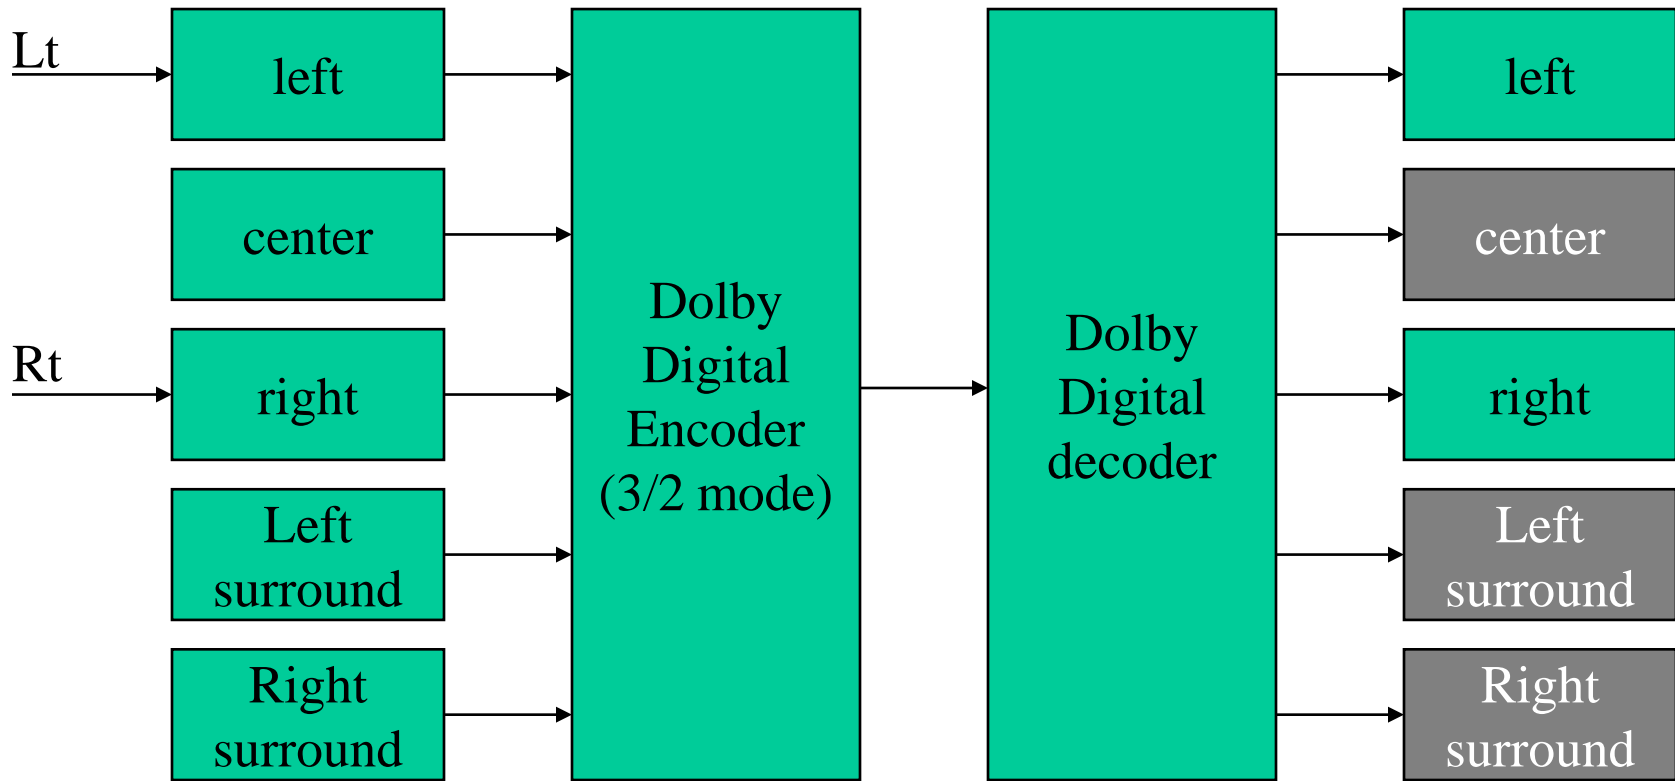 Lt
left
center
Rt
right
Left
surround
Right
surround
Dolby
Digital
Encoder
(3/2 mode)
Dolby
Digital
decoder
left
center
right
Left
surround
Right
surround